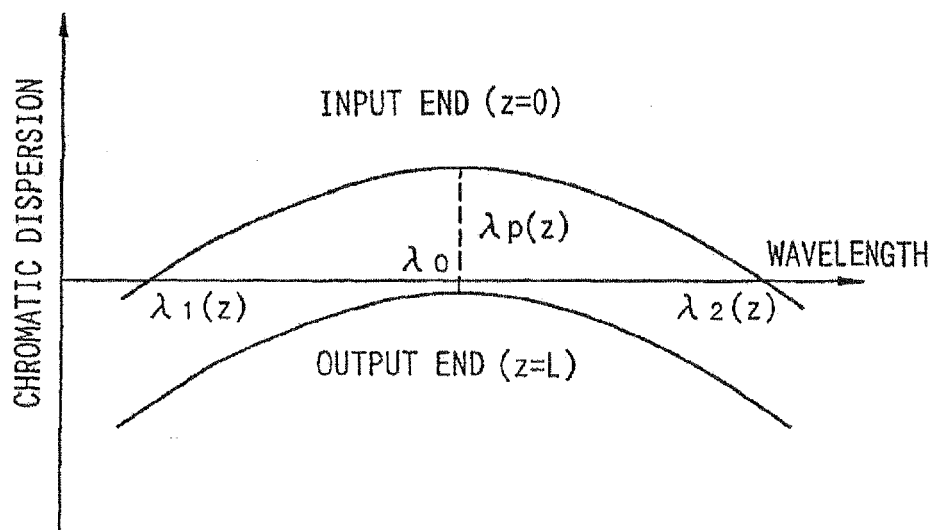 CHROMATIC DISPERSION
INPUT END (z=0)
λp(z)
λ0
WAVELENGTH
λ1(z)
λ2(z)
OUTPUT END (z=L)